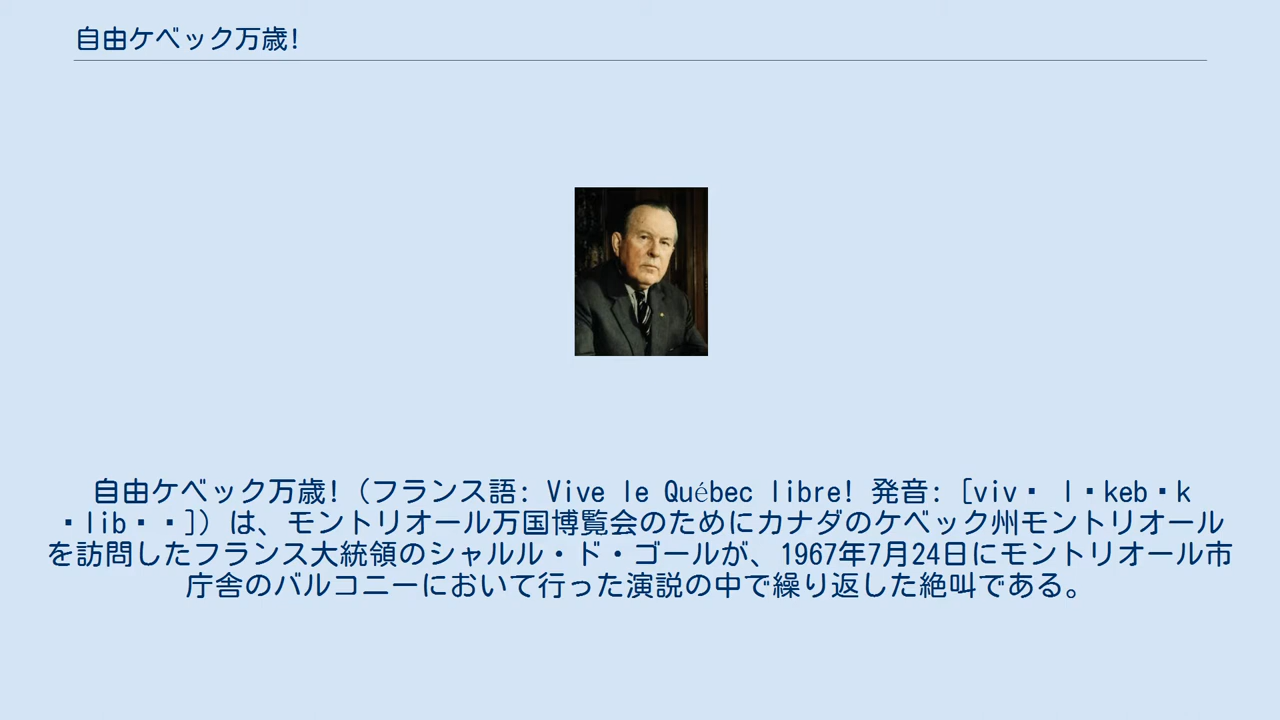 自由ケベック万歳!
自由ケベック万歳!（フランス語: Vive le Québec libre! 発音: [viv▪ l▪keb▪k
▪lib▪▪]）は、モントリオール万国博覧会のためにカナダのケベック州モントリオール
を訪問したフランス大統領のシャルル・ド・ゴールが、1967年7月24日にモントリオール市
庁舎のバルコニーにおいて行った演説の中で繰り返した絶叫である。